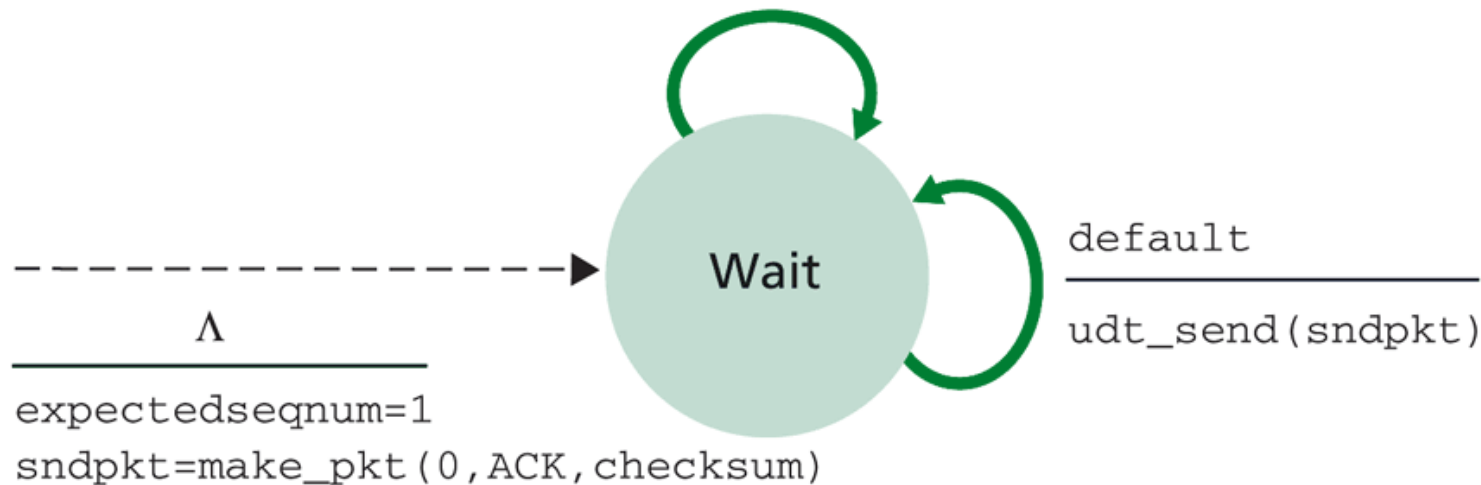 Wait
default
udt_send(sndpkt)
Λ
expectedseqnum=1
sndpkt=make_pkt(0,ACK,checksum)